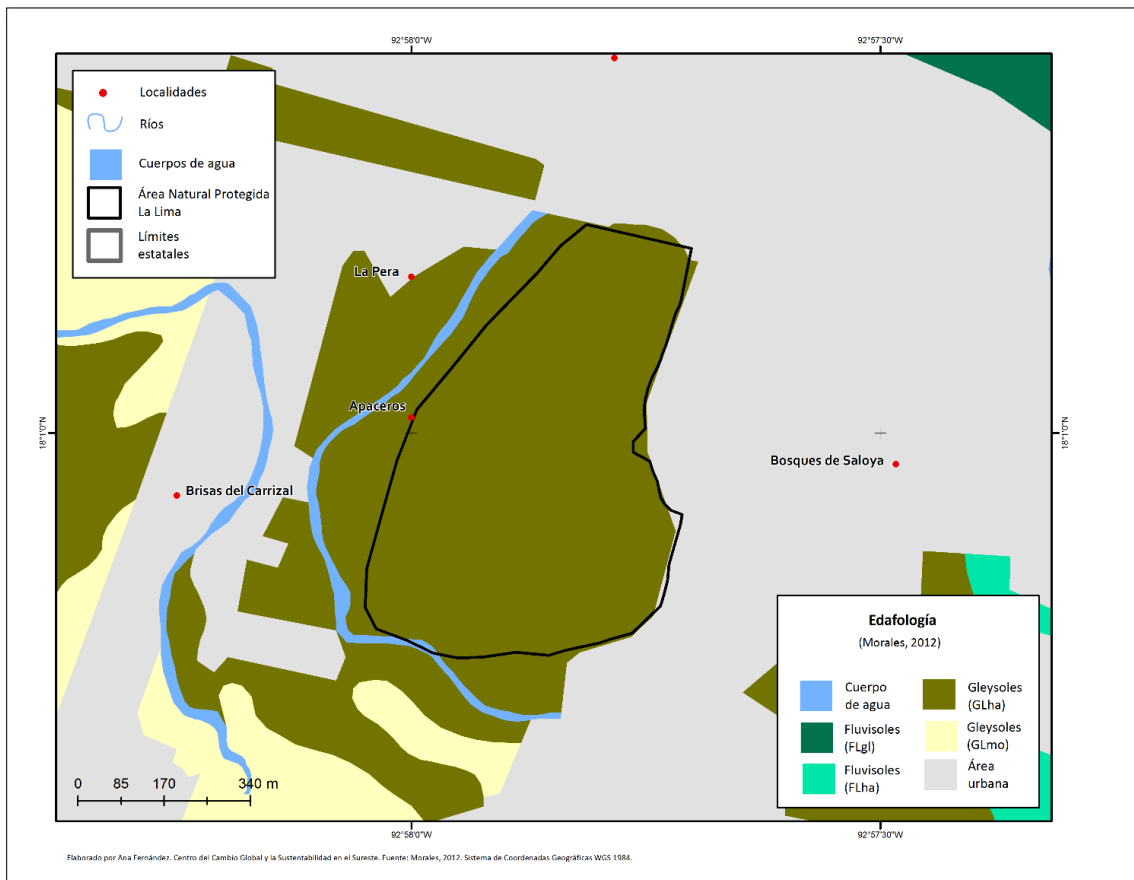 92°58'0"W
92°57'30"W
Localidades
Ríos
Cuerpos de agua
Área Natural Protegida
La Lima
Límites
estatales
La Pera
Apaceros
18°1'0"N
18°1'0"N
Bosques de Saloya
Brisas del Carrizal
Edafología
(Morales, 2012)
Cuerpo
de agua
Gleysoles
(GLha)
Fluvisoles
(FLgl)
Gleysoles
(GLmo)
Fluvisoles
(FLha)
Área
urbana
0 85 170 340 m
92°58'0"W
92°57'30"W
Elaborado por Ana Fernández. Centro del Cambio Global y la Sustentabilidad en el Sureste. Fuente: Morales, 2012. Sistema de Coordenadas Geográficas WGS 1984.